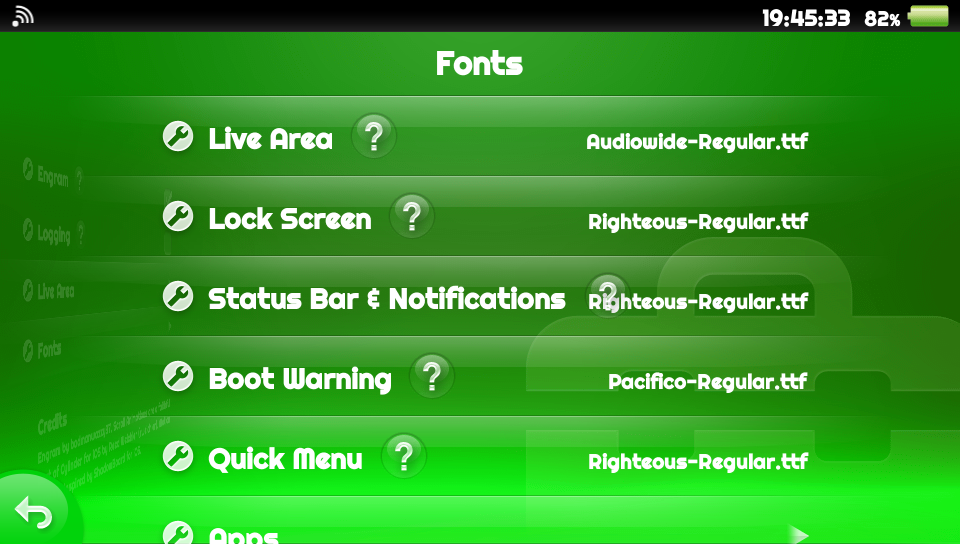 19:45:33 82%
Fonts
Live Area ? Audiowide-Regular.ttf
Lock Screen ? Righteous-Regular.ttf
Status Bar & Notifications ? Righteous-Regular.ttf
Boot Warning ? Pacifico-Regular.ttf
Quick Menu ? Righteous-Regular.ttf
Apps
Engram ?
Logging ?
Live Area
Fonts
Credits